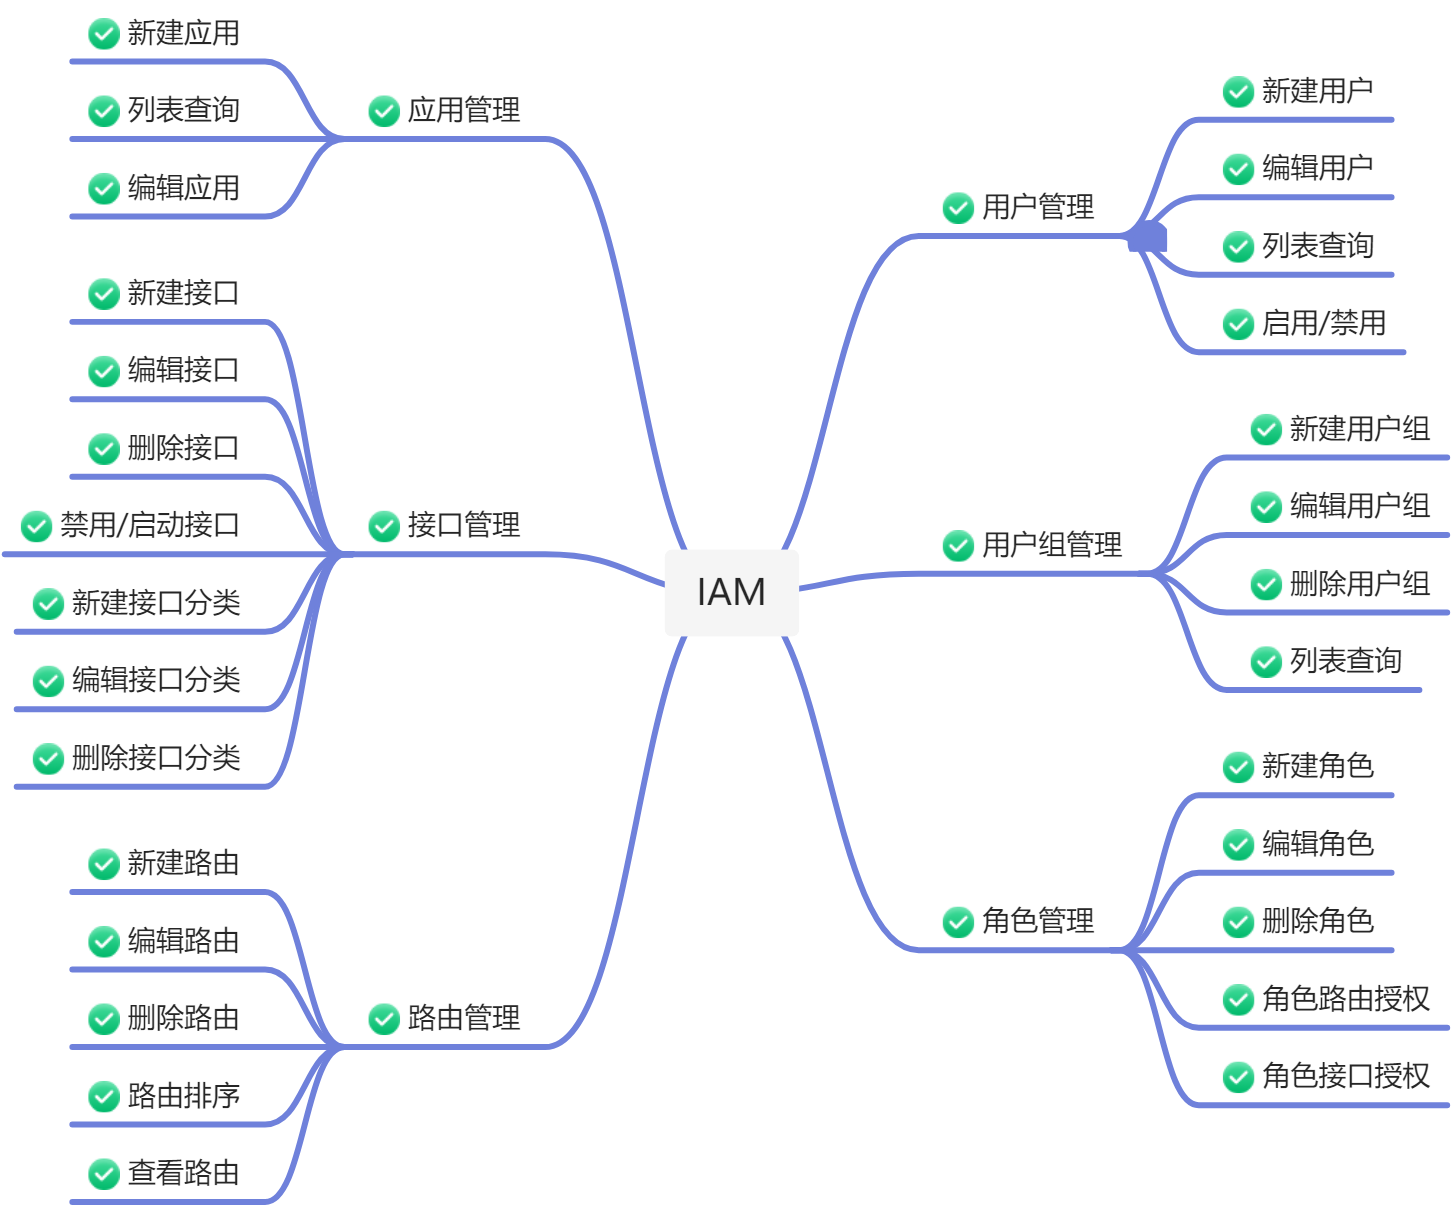 IAM
应用管理
新建应用
列表查询
编辑应用
接口管理
新建接口
编辑接口
删除接口
禁用/启动接口
新建接口分类
编辑接口分类
删除接口分类
路由管理
新建路由
编辑路由
删除路由
路由排序
查看路由
用户管理
新建用户
编辑用户
列表查询
启用/禁用
用户组管理
新建用户组
编辑用户组
删除用户组
列表查询
角色管理
新建角色
编辑角色
删除角色
角色路由授权
角色接口授权